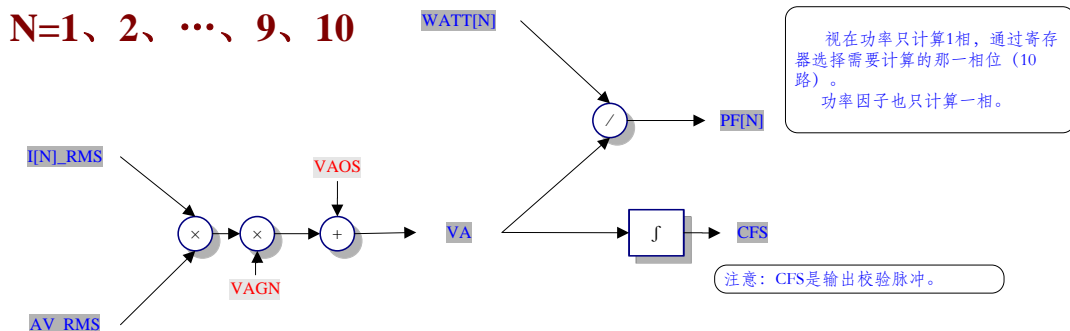 N=1、2、···、9、10
WATT[N]
视在功率只计算1相，通过寄存
器选择需要计算的那一相位（10
路）。
功率因子也只计算一相。
/
PF[N]
I[N]_RMS
VAOS
×
×
+
VA
∫
CFS
VAGN
注意：CFS是输出校验脉冲。
AV_RMS